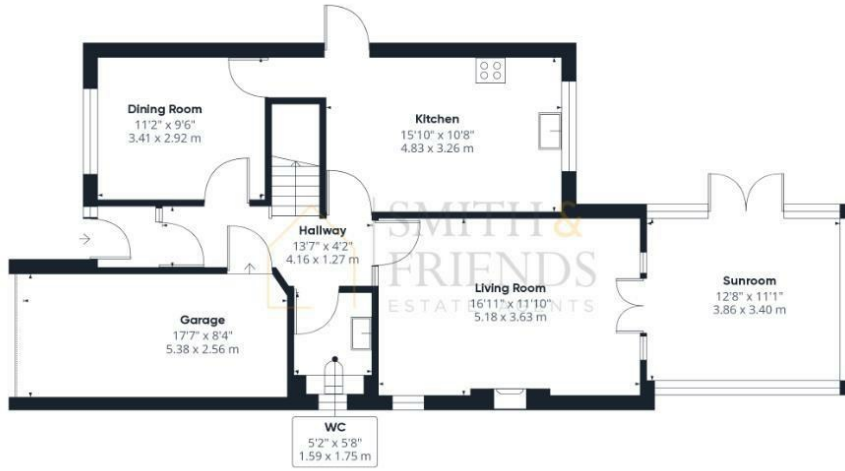 Dining Room
11'2" x 9'6"
3.41 x 2.92 m
Kitchen
15'10" x 10'8"
4.83 x 3.26 m
Hallway
13'7" x 4'2"
4.16 x 1.27 m
SMITH &
FRIENDS
ESTATE AGENTS
Living Room
16'11" x 11'10"
5.18 x 3.63 m
Sunroom
12'8" x 11'1"
3.86 x 3.40 m
Garage
17'7" x 8'4"
5.38 x 2.56 m
WC
5'2" x 5'8"
1.59 x 1.75 m